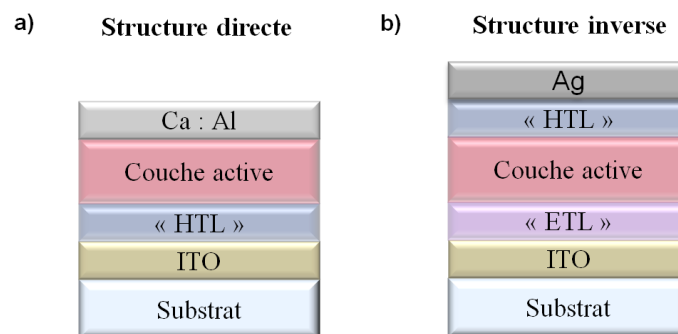 a)
Structure directe
Ca : Al
Couche active
« HTL »
ITO
Substrat
b)
Structure inverse
Ag
« HTL »
Couche active
« ETL »
ITO
Substrat